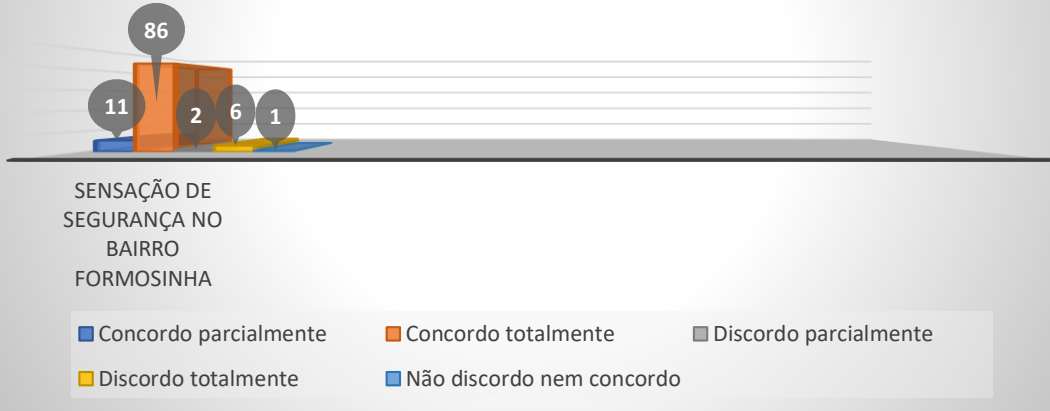 86
11
2
6
1
SENSAÇÃO DE
SEGURANÇA NO
BAIRRO
FORMOSINHA
Concordo parcialmente
Concordo totalmente
Discordo parcialmente
Discordo totalmente
Não discordo nem concordo